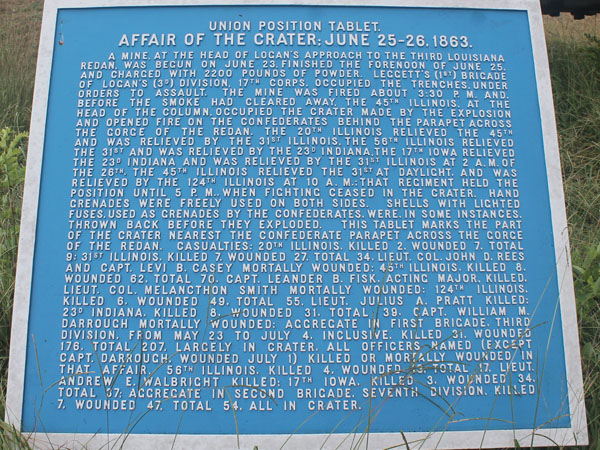 UNION POSITION TABLET.
AFFAIR OF THE CRATER: JUNE 25-26. 1863.
A MINE, AT THE HEAD OF LOGAN'S APPROACH TO THE THIRD LOUISIANA
REDAN, WAS BEGUN ON JUNE 23, FINISHED THE FORENOON OF JUNE 25,
AND CHARGED WITH 2200 POUNDS OF POWDER. LEGGETT'S (1ST) BRIGADE
OF LOGAN'S (3D) DIVISION, 17TH CORPS, OCCUPIED THE TRENCHES, UNDER
ORDERS TO ASSAULT. THE MINE WAS FIRED ABOUT 3:30 P.M. AND,
BEFORE THE SMOKE HAD CLEARED AWAY, THE 45TH ILLINOIS, AT THE
HEAD OF THE COLUMN, OCCUPIED THE CRATER MADE BY THE EXPLOSION
AND OPENED FIRE ON THE CONFEDERATES BEHIND THE PARAPET ACROSS
THE GORGE OF THE REDAN. THE 20TH ILLINOIS RELIEVED THE 45TH
AND WAS RELIEVED BY THE 31ST ILLINOIS, THE 56TH ILLINOIS RELIEVED
THE 31ST AND WAS RELIEVED BY THE 23D INDIANA, THE 17TH IOWA RELIEVED
THE 23D INDIANA AND WAS RELIEVED BY THE 31ST ILLINOIS AT 2 A.M. OF
THE 26TH, THE 45TH ILLINOIS RELIEVED THE 31ST AT DAYLIGHT, AND WAS
RELIEVED BY THE 124TH ILLINOIS AT 10 A.M.; THAT REGIMENT HELD THE
POSITION UNTIL 5 P.M., WHEN FIGHTING CEASED IN THE CRATER. HAND
GRENADES WERE FREELY USED ON BOTH SIDES. SHELLS WITH LIGHTED
FUSES, USED AS GRENADES BY THE CONFEDERATES, WERE, IN SOME INSTANCES,
THROWN BACK BEFORE THEY EXPLODED. THIS TABLET MARKS THE PART
OF THE CRATER NEAREST THE CONFEDERATE PARAPET ACROSS THE GORGE
OF THE REDAN. CASUALTIES: 20TH ILLINOIS, KILLED 2, WOUNDED 7, TOTAL
9; 31ST ILLINOIS, KILLED 7, WOUNDED 27, TOTAL 34, LIEUT. COL. JOHN D. REES
AND CAPT. LEVI B. CASEY MORTALLY WOUNDED; 45TH ILLINOIS, KILLED 8,
WOUNDED 62, TOTAL 70, CAPT. LEANDER B. FISK, ACTING MAJOR, KILLED,
LIEUT. COL. MELANCTHON SMITH MORTALLY WOUNDED; 124TH ILLINOIS,
KILLED 6, WOUNDED 49, TOTAL 55, LIEUT. JULIUS A. PRATT KILLED;
23D INDIANA, KILLED 8, WOUNDED 31, TOTAL 39, CAPT. WILLIAM M.
DARROUGH MORTALLY WOUNDED; AGGREGATE IN FIRST BRIGADE, THIRD
DIVISION, FROM MAY 23 TO JULY 4, INCLUSIVE, KILLED 31, WOUNDED
176, TOTAL 207, LARGELY IN CRATER, ALL OFFICERS NAMED (EXCEPT
CAPT. DARROUGH, WOUNDED JULY 1) KILLED OR MORTALLY WOUNDED IN
THAT AFFAIR. 56TH ILLINOIS, KILLED 4, WOUNDED 13, TOTAL 17, LIEUT.
ANDREW E. WALBRIGHT KILLED; 17TH IOWA, KILLED 3, WOUNDED 34,
TOTAL 37; AGGREGATE IN SECOND BRIGADE, SEVENTH DIVISION, KILLED
7, WOUNDED 47, TOTAL 54, ALL IN CRATER.